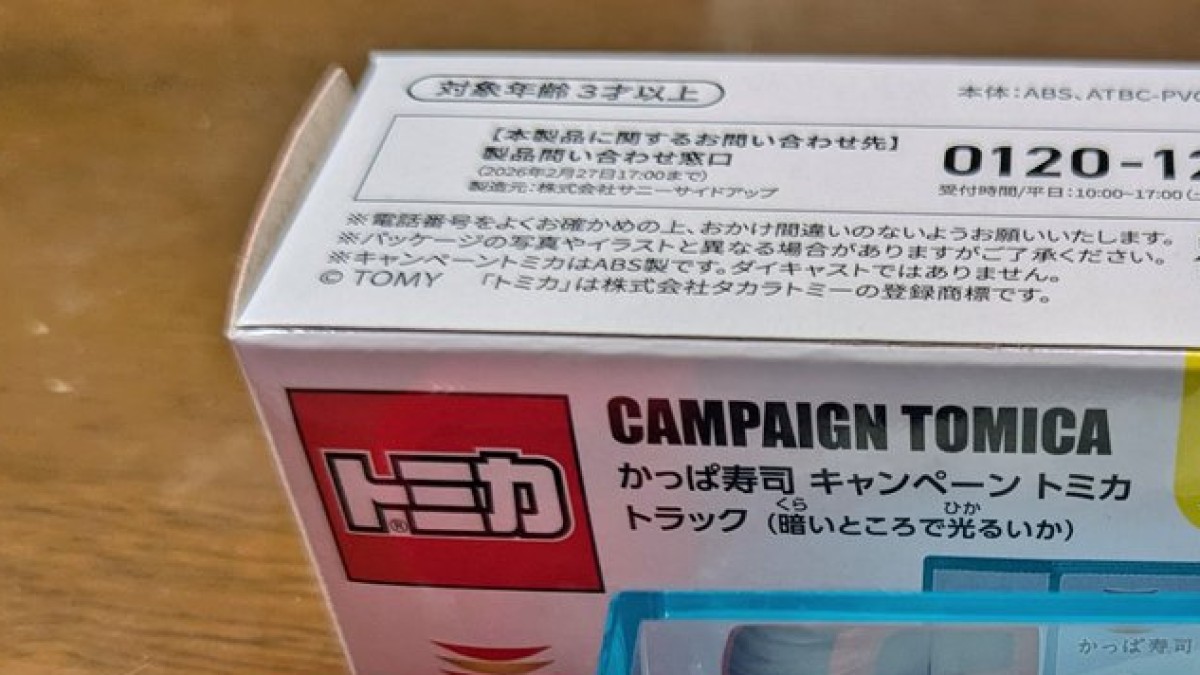 対象年齢3才以上
本体:ABS、ATBC-PVC
【本製品に関するお問い合わせ先】
製品問い合わせ窓口
(2026年2月27日17:00まで)
製造元:株式会社サニーサイドアップ
0120-12
受付時間/平日:10:00~17:00(
※電話番号をよくお確かめの上、おかけ間違いのないようお願いいたします。
※パッケージの写真やイラストと異なる場合がありますがご了承ください。
※キャンペーントミカはABS製です。ダイキャストではありません。
© TOMY 「トミカ」は株式会社タカラトミーの登録商標です。
トミカ®
CAMPAIGN TOMICA
かっぱ寿司 キャンペーン トミカ
くら ひか
トラック (暗いところで光るいか)
かっぱ寿司